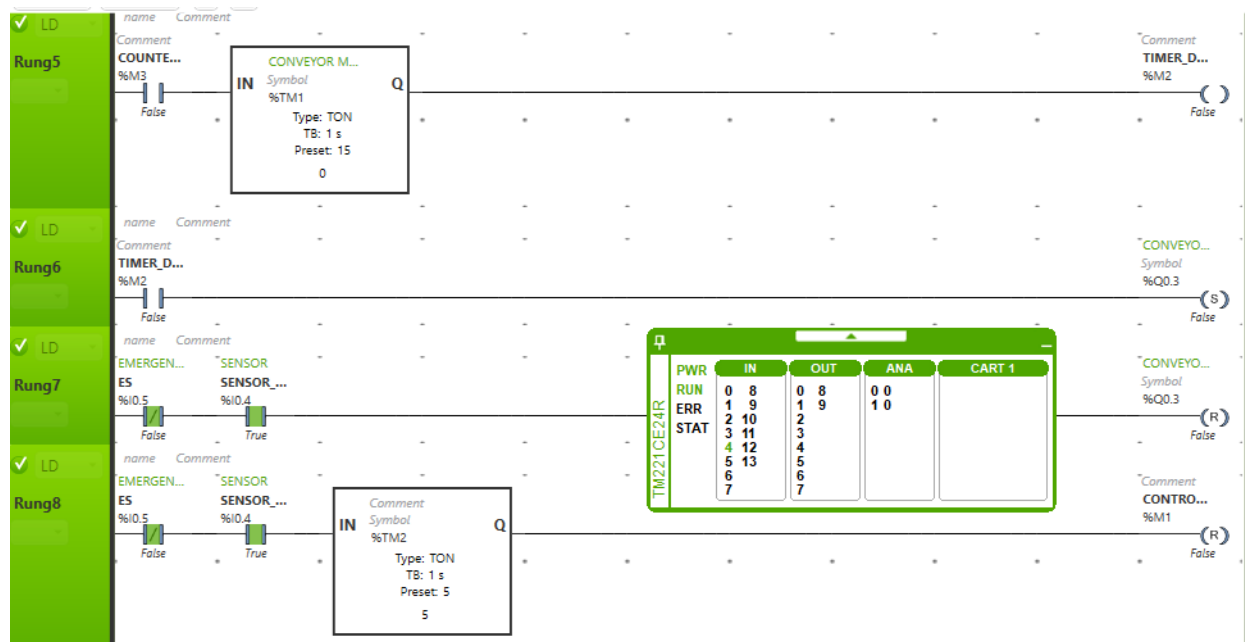 LD
name Comment
Rung5
Comment
COUNTE...
%M3
False
CONVEYOR M...
IN Symbol Q
%TM1
Type: TON
TB: 1 s
Preset: 15
0
Comment
TIMER_D...
%M2
( )
False
LD
name Comment
Rung6
Comment
TIMER_D...
%M2
False
CONVEYO...
Symbol
%Q0.3
(S)
False
LD
name Comment
Rung7
EMERGEN... SENSOR
ES SENSOR_...
%I0.5 %I0.4
/
False True
CONVEYO...
Symbol
%Q0.3
(R)
False
TM221CE24R
PWR
RUN
ERR
STAT
IN OUT ANA CART 1
0 8 0 8 0 0
1 9 1 9 1 0
2 10 2
3 11 3
4 12 4
5 13 5
6 6
7 7
LD
name Comment
Rung8
EMERGEN... SENSOR
ES SENSOR_...
%I0.5 %I0.4
/
False True
Comment
IN Symbol Q
%TM2
Type: TON
TB: 1 s
Preset: 5
5
Comment
CONTRO...
%M1
(R)
False